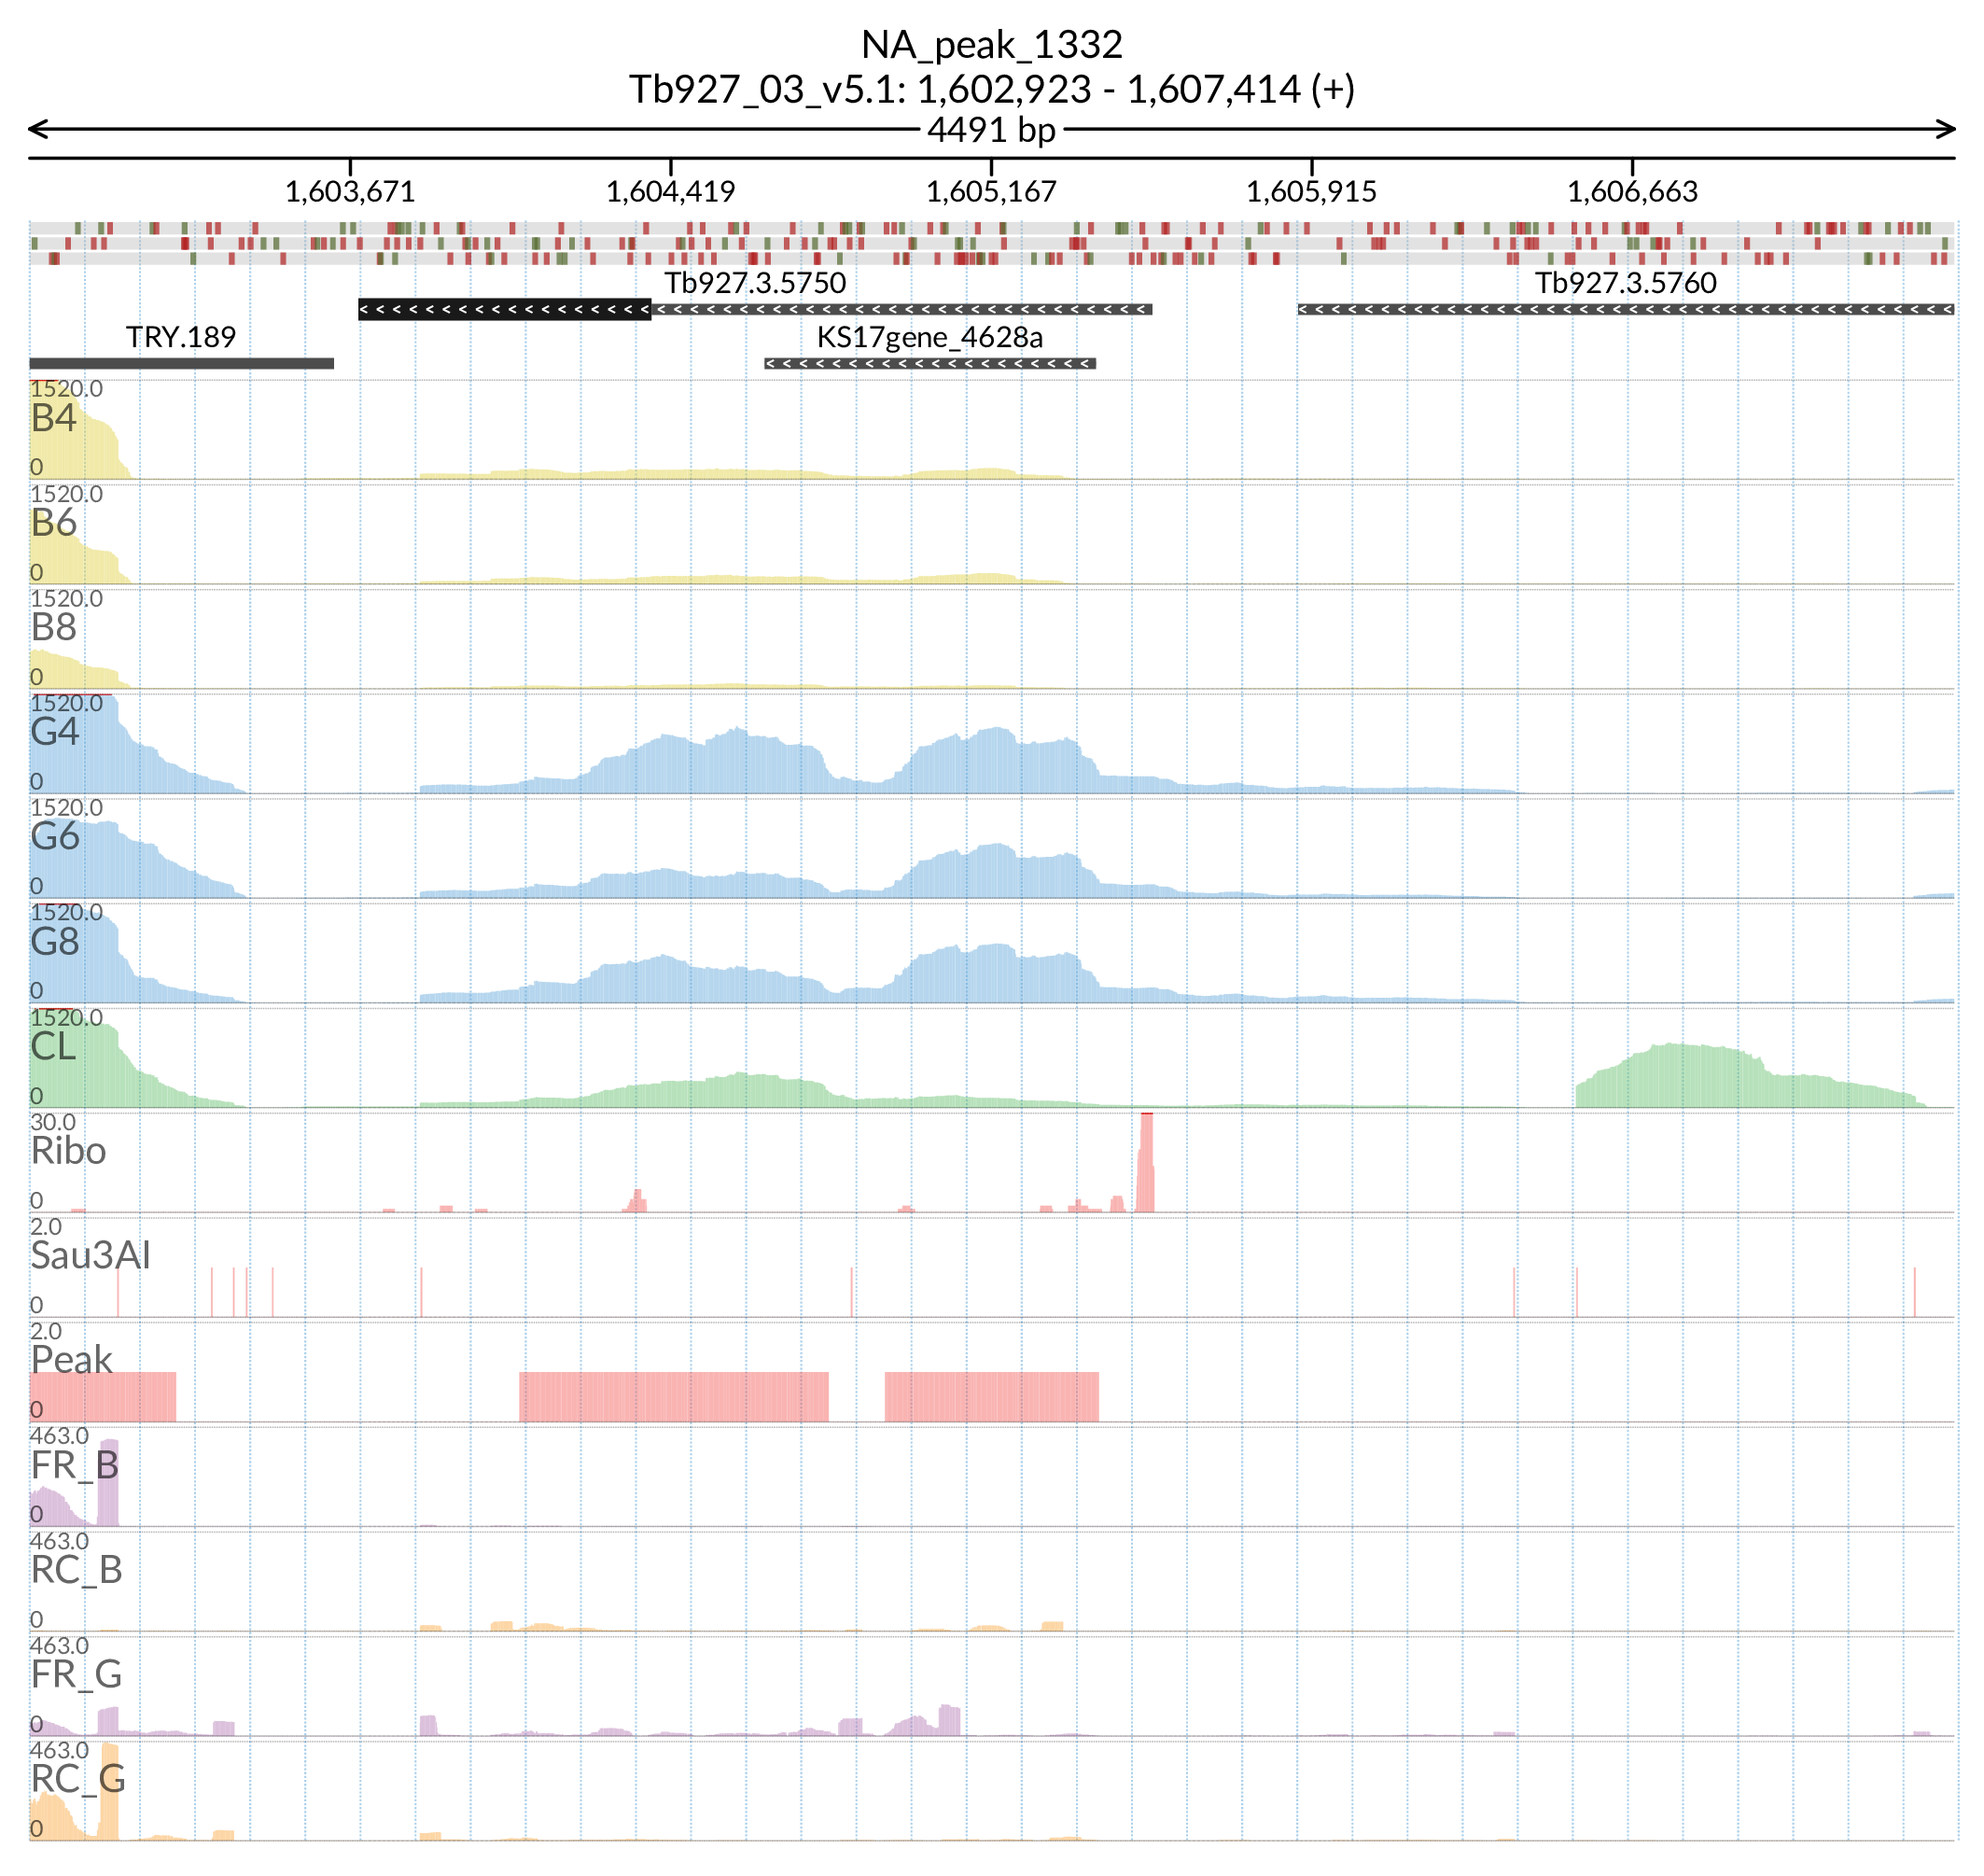 NA_peak_1332
Tb927_03_v5.1: 1,602,923 - 1,607,414 (+)
4491 bp
1,603,671 1,604,419 1,605,167 1,605,915 1,606,663
Tb927.3.5750 Tb927.3.5760
TRY.189 KS17gene_4628a
1520.0
B4
0
1520.0
B6
0
1520.0
B8
0
1520.0
G4
0
1520.0
G6
0
1520.0
G8
0
1520.0
CL
0
30.0
Ribo
0
2.0
Sau3AI
0
2.0
Peak
0
463.0
FR_B
0
463.0
RC_B
0
463.0
FR_G
0
463.0
RC_G
0